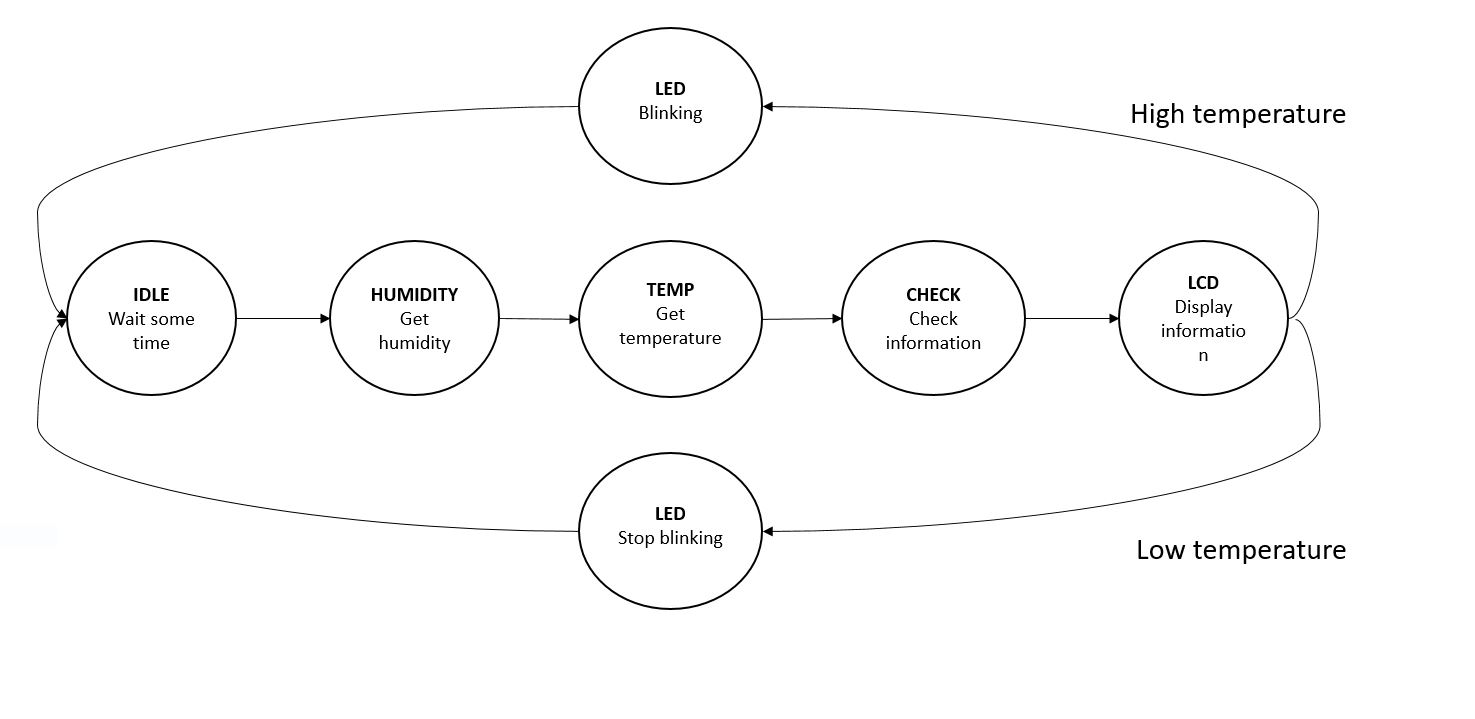 LED
Blinking
High temperature
IDLE
Wait some
time
HUMIDITY
Get
humidity
TEMP
Get
temperature
CHECK
Check
information
LCD
Display
informatio
n
LED
Stop blinking
Low temperature